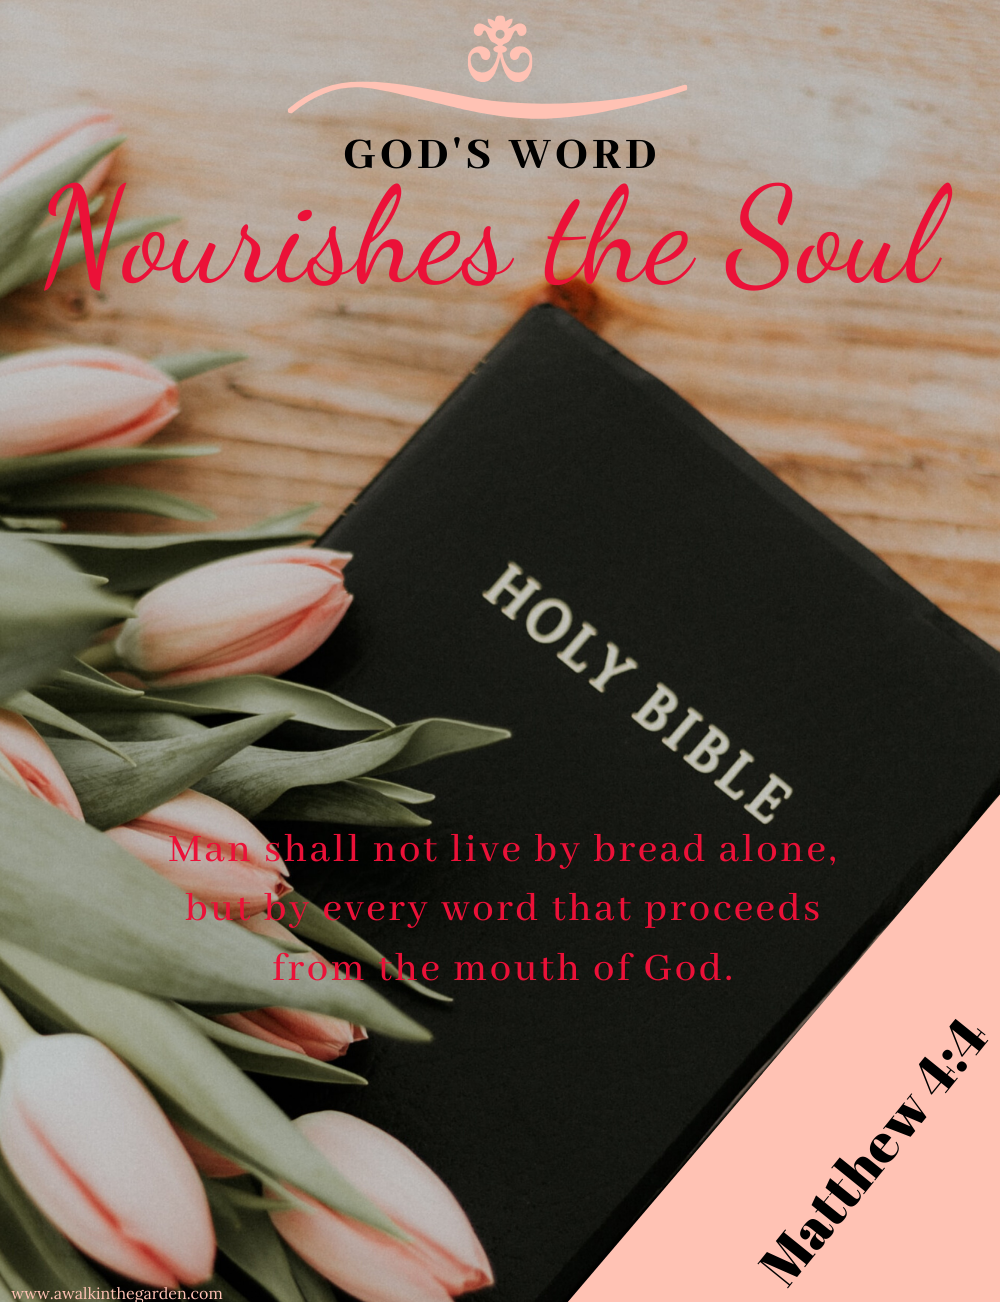 GOD'S WORD
Nourishes the Soul
HOLY BIBLE
Man shall not live by bread alone,
but by every word that proceeds
from the mouth of God.
Matthew 4:4
www.awalkinthegarden.com